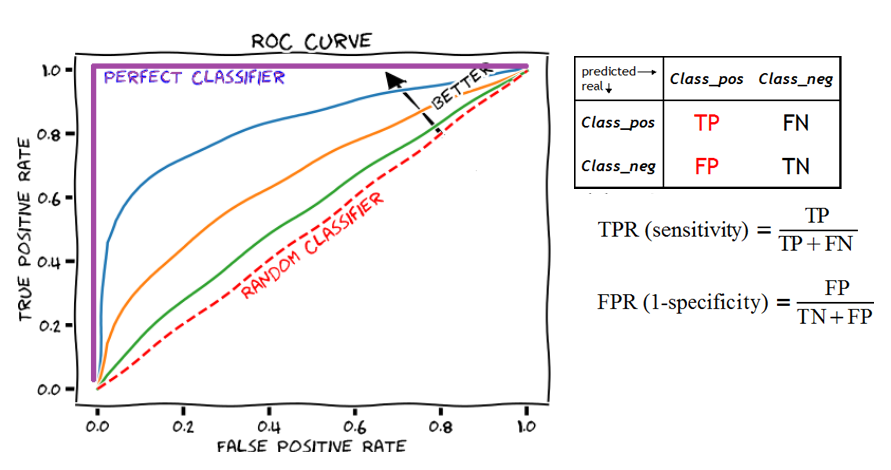 ROC CURVE
PERFECT CLASSIFIER
BETTER
RANDOM CLASSIFIER
1.0
0.8
0.6
0.4
0.2
0.0
TRUE POSITIVE RATE
0.0 0.2 0.4 0.6 0.8 1.0
FALSE POSITIVE RATE
predicted→ Class_pos Class_neg
real↓
Class_pos TP FN
Class_neg FP TN
TPR (sensitivity) = TP / TP + FN
FPR (1-specificity) = FP / TN + FP